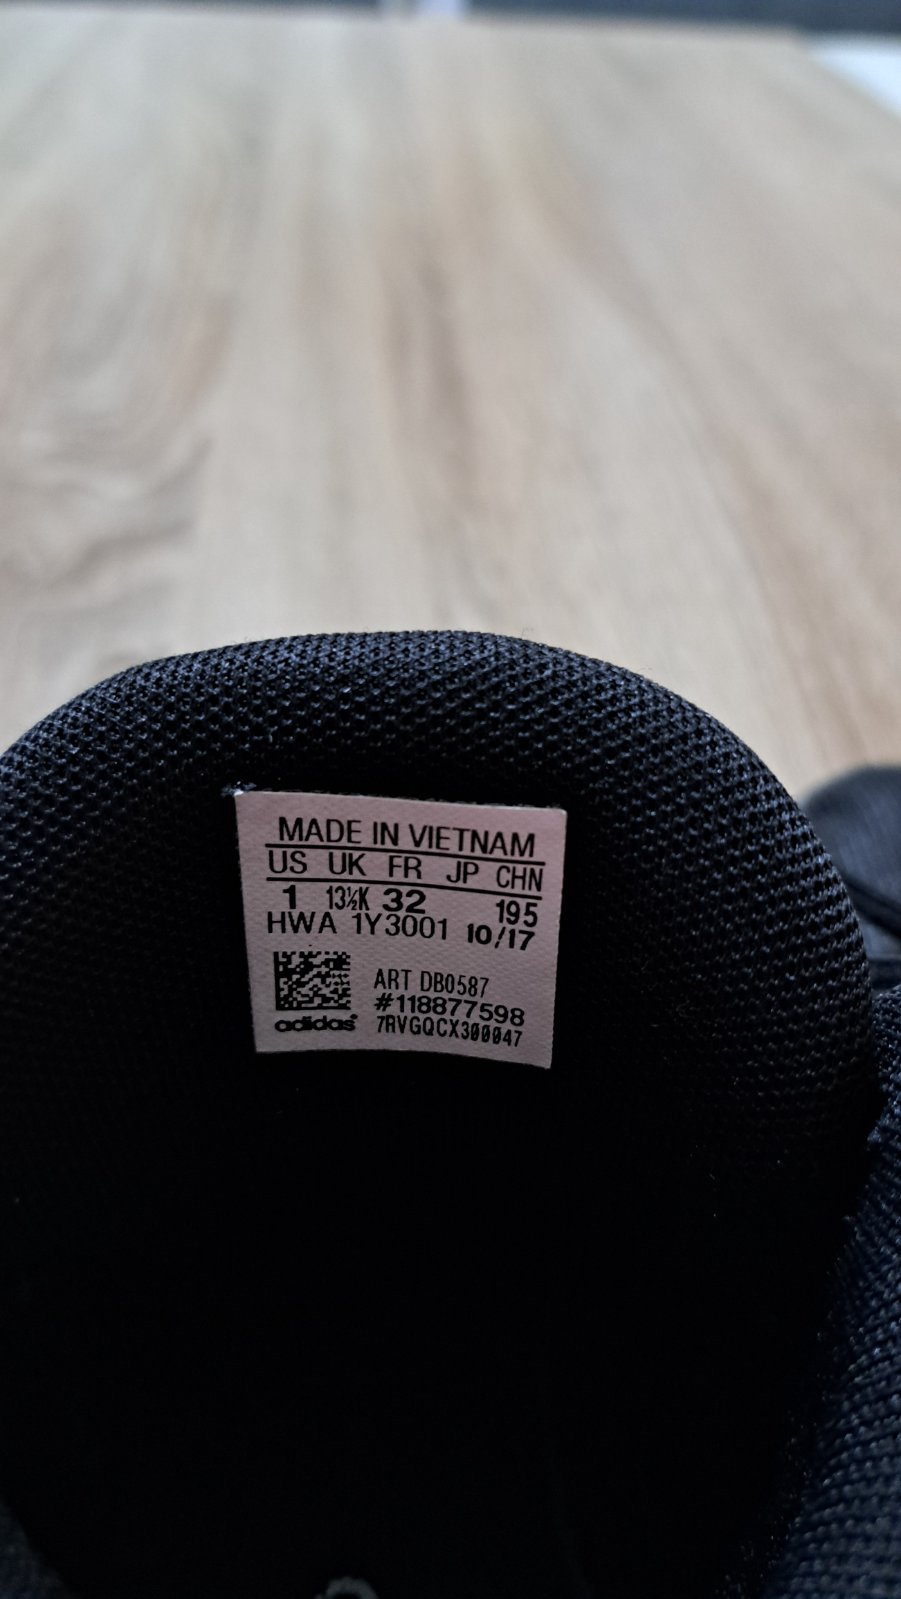 MADE IN VIETNAM
US UK FR JP CHN
1 13½K 32 195
HWA 1Y3001 10/17
ART DB0587
#118877598
adidas 7RVGQCX300047